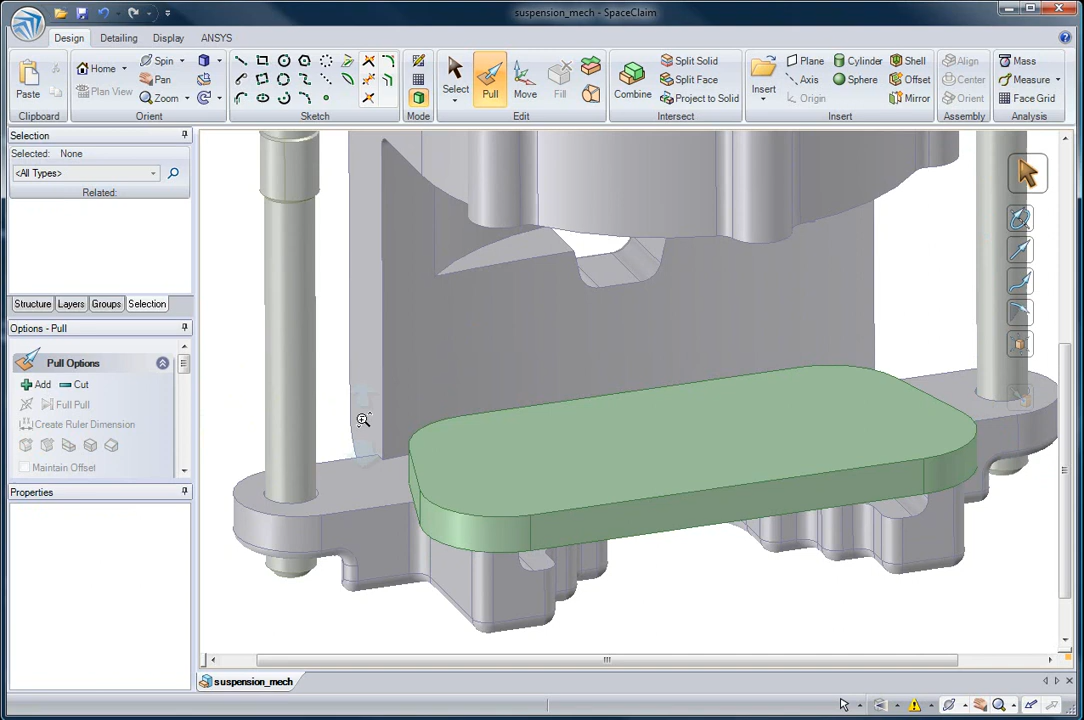 suspension_mech - SpaceClaim
Design Detailing Display ANSYS
Home Spin Split Solid Plane Cylinder Shell Align Mass
Plan View Pan Split Face Axis Sphere Offset Center Measure
Paste Zoom Select Pull Move Fill Combine Project to Solid Insert Origin Mirror Orient Face Grid
Clipboard Orient Sketch Mode Edit Intersect Insert Assembly Analysis
Selection
Selected: None
<All Types>
Related:
Structure Layers Groups Selection
Options - Pull
Pull Options
Add Cut
Full Pull
Create Ruler Dimension
Maintain Offset
Properties
suspension_mech